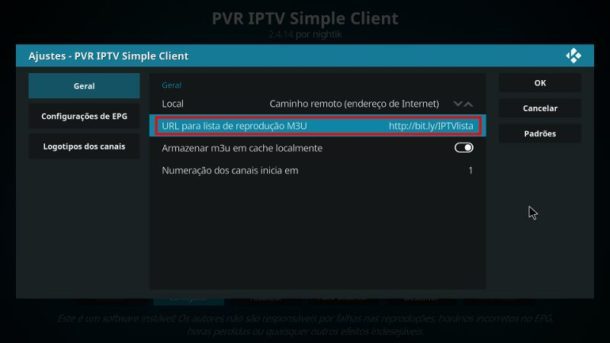 PVR IPTV Simple Client
2.4.14 por nightik
Ajustes - PVR IPTV Simple Client
Geral
Configurações de EPG
Logotipos dos canais
Geral
Local Caminho remoto (endereço de Internet)
URL para lista de reprodução M3U http://bit.ly/IPTVlista
Armazenar m3u em cache localmente
Numeração dos canais inicia em 1
OK
Cancelar
Padrões
Este é um software instável! Os autores não são responsáveis por falhas nas reproduções, horários incorretos no EPG,
horas perdidas ou quaisquer outros efeitos indesejáveis.